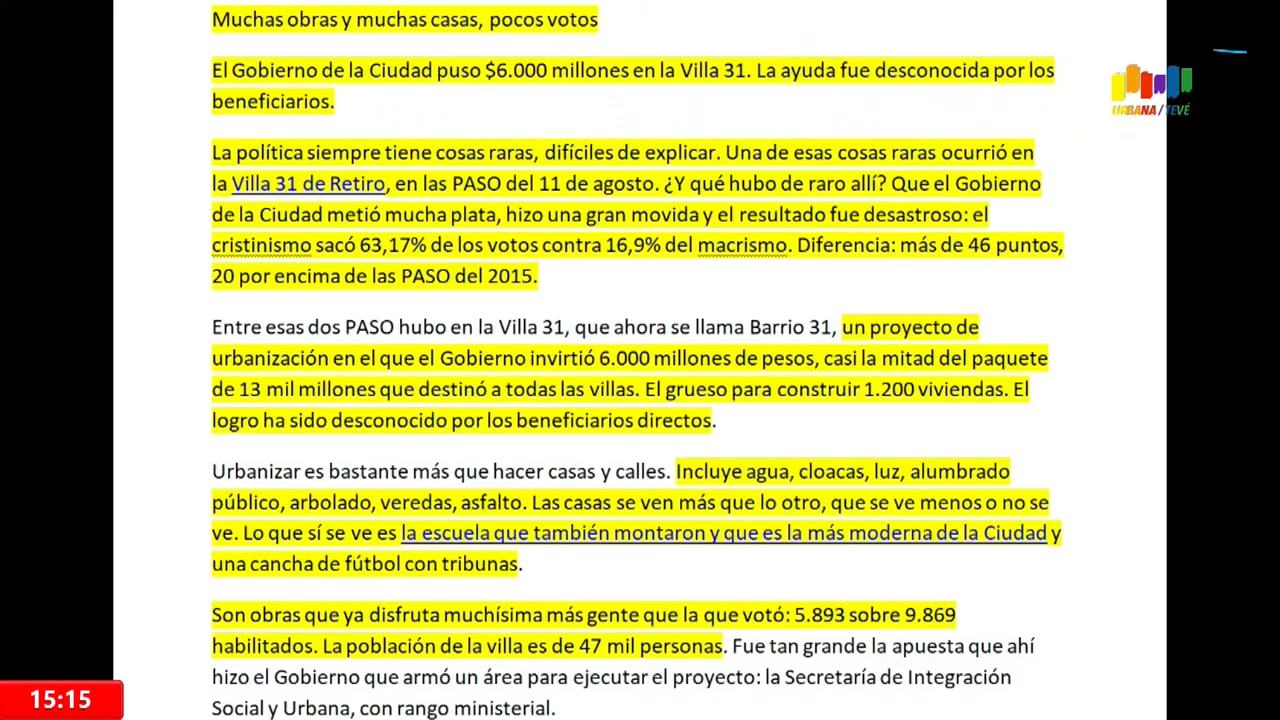 Muchas obras y muchas casas, pocos votos
El Gobierno de la Ciudad puso $6.000 millones en la Villa 31. La ayuda fue desconocida por los
beneficiarios.
La política siempre tiene cosas raras, difíciles de explicar. Una de esas cosas raras ocurrió en
la Villa 31 de Retiro, en las PASO del 11 de agosto. ¿Y qué hubo de raro allí? Que el Gobierno
de la Ciudad metió mucha plata, hizo una gran movida y el resultado fue desastroso: el
cristinismo sacó 63,17% de los votos contra 16,9% del macrismo. Diferencia: más de 46 puntos,
20 por encima de las PASO del 2015.
Entre esas dos PASO hubo en la Villa 31, que ahora se llama Barrio 31, un proyecto de
urbanización en el que el Gobierno invirtió 6.000 millones de pesos, casi la mitad del paquete
de 13 mil millones que destinó a todas las villas. El grueso para construir 1.200 viviendas. El
logro ha sido desconocido por los beneficiarios directos.
Urbanizar es bastante más que hacer casas y calles. Incluye agua, cloacas, luz, alumbrado
público, arbolado, veredas, asfalto. Las casas se ven más que lo otro, que se ve menos o no se
ve. Lo que sí se ve es la escuela que también montaron y que es la más moderna de la Ciudad y
una cancha de fútbol con tribunas.
Son obras que ya disfruta muchísima más gente que la que votó: 5.893 sobre 9.869
habilitados. La población de la villa es de 47 mil personas. Fue tan grande la apuesta que ahí
hizo el Gobierno que armó un área para ejecutar el proyecto: la Secretaría de Integración
Social y Urbana, con rango ministerial.
URBANA / TEVÉ
15:15